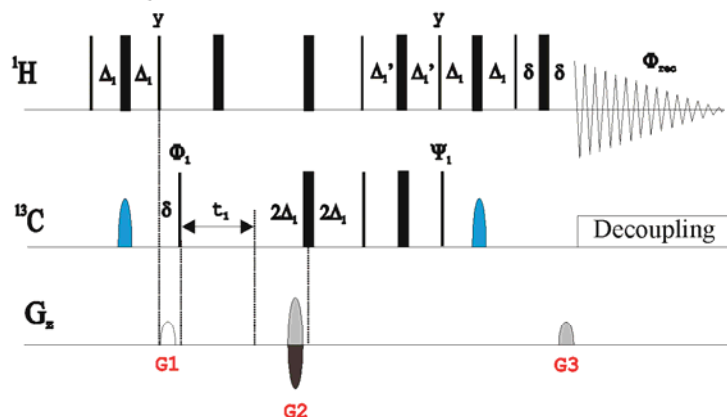 y y
¹H Δ₁ Δ₁ Δ₁' Δ₁' Δ₁ Δ₁ δ δ Φrec
Φ₁ Ψ₁
¹³C δ t₁ 2Δ₁ 2Δ₁ Decoupling
Gz
G1 G3
G2